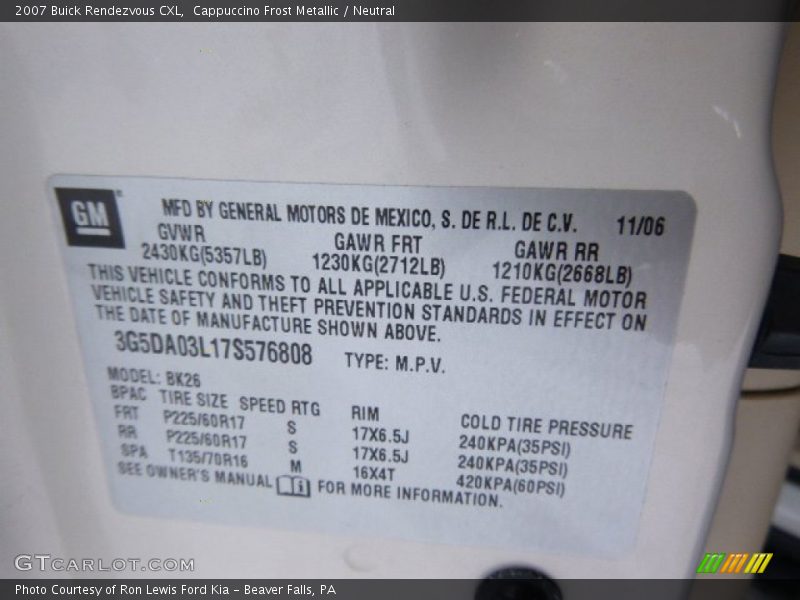 2007 Buick Rendezvous CXL, Cappuccino Frost Metallic / Neutral
GM MFD BY GENERAL MOTORS DE MEXICO, S. DE R.L. DE C.V. 11/06
GVWR GAWR FRT GAWR RR
2430KG(5357LB) 1230KG(2712LB) 1210KG(2668LB)
THIS VEHICLE CONFORMS TO ALL APPLICABLE U.S. FEDERAL MOTOR
VEHICLE SAFETY AND THEFT PREVENTION STANDARDS IN EFFECT ON
THE DATE OF MANUFACTURE SHOWN ABOVE.
3G5DA03L17S576808 TYPE: M.P.V.
MODEL: BK26
BPAC TIRE SIZE SPEED RTG RIM COLD TIRE PRESSURE
FRT P225/60R17 S 17X6.5J 240KPA(35PSI)
RR P225/60R17 S 17X6.5J 240KPA(35PSI)
SPA T135/70R16 M 16X4T 420KPA(60PSI)
SEE OWNER'S MANUAL i FOR MORE INFORMATION.
GTCARLOT.COM
Photo Courtesy of Ron Lewis Ford Kia - Beaver Falls, PA